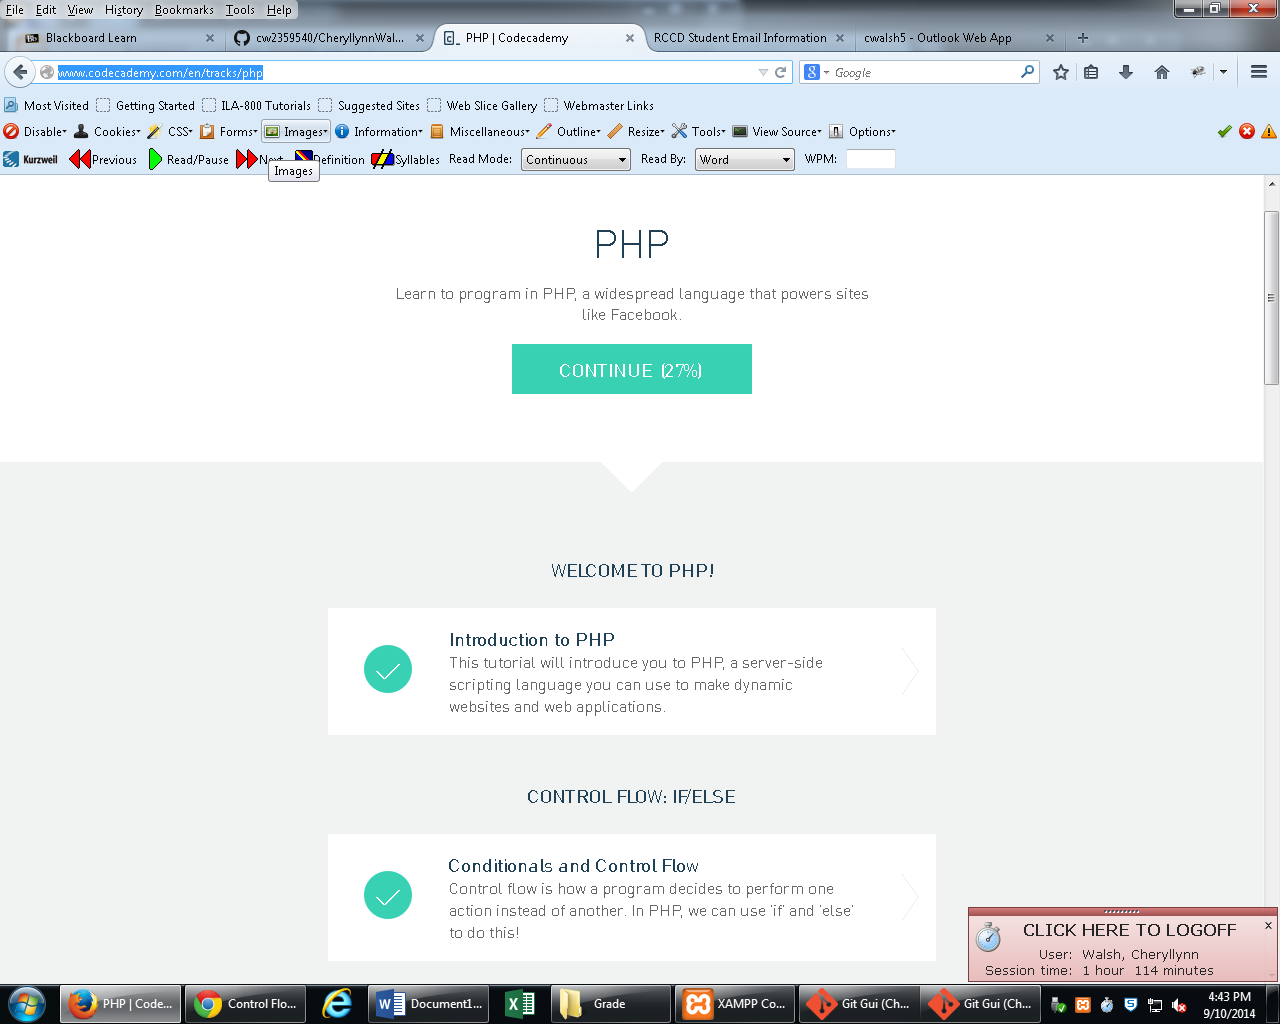 File Edit View History Bookmarks Tools Help
Bb Blackboard Learn
cw2359540/CheryllynnWal...
PHP | Codecademy
RCCD Student Email Information
cwalsh5 - Outlook Web App
www.codecademy.com/en/tracks/php
Google
Most Visited Getting Started ILA-800 Tutorials Suggested Sites Web Slice Gallery Webmaster Links
Disable Cookies CSS Forms Images Information Miscellaneous Outline Resize Tools View Source Options
Kurzweil Previous Read/Pause Next Definition Syllables Read Mode: Continuous Read By: Word WPM:
Images
PHP
Learn to program in PHP, a widespread language that powers sites
like Facebook.
CONTINUE (27%)
WELCOME TO PHP!
Introduction to PHP
This tutorial will introduce you to PHP, a server-side
scripting language you can use to make dynamic
websites and web applications.
CONTROL FLOW: IF/ELSE
Conditionals and Control Flow
Control flow is how a program decides to perform one
action instead of another. In PHP, we can use 'if' and 'else'
to do this!
CLICK HERE TO LOGOFF
User: Walsh, Cheryllynn
Session time: 1 hour 114 minutes
PHP | Code...
Control Flo...
Document1...
Grade
XAMPP Co...
Git Gui (Ch...
Git Gui (Ch...
4:43 PM
9/10/2014